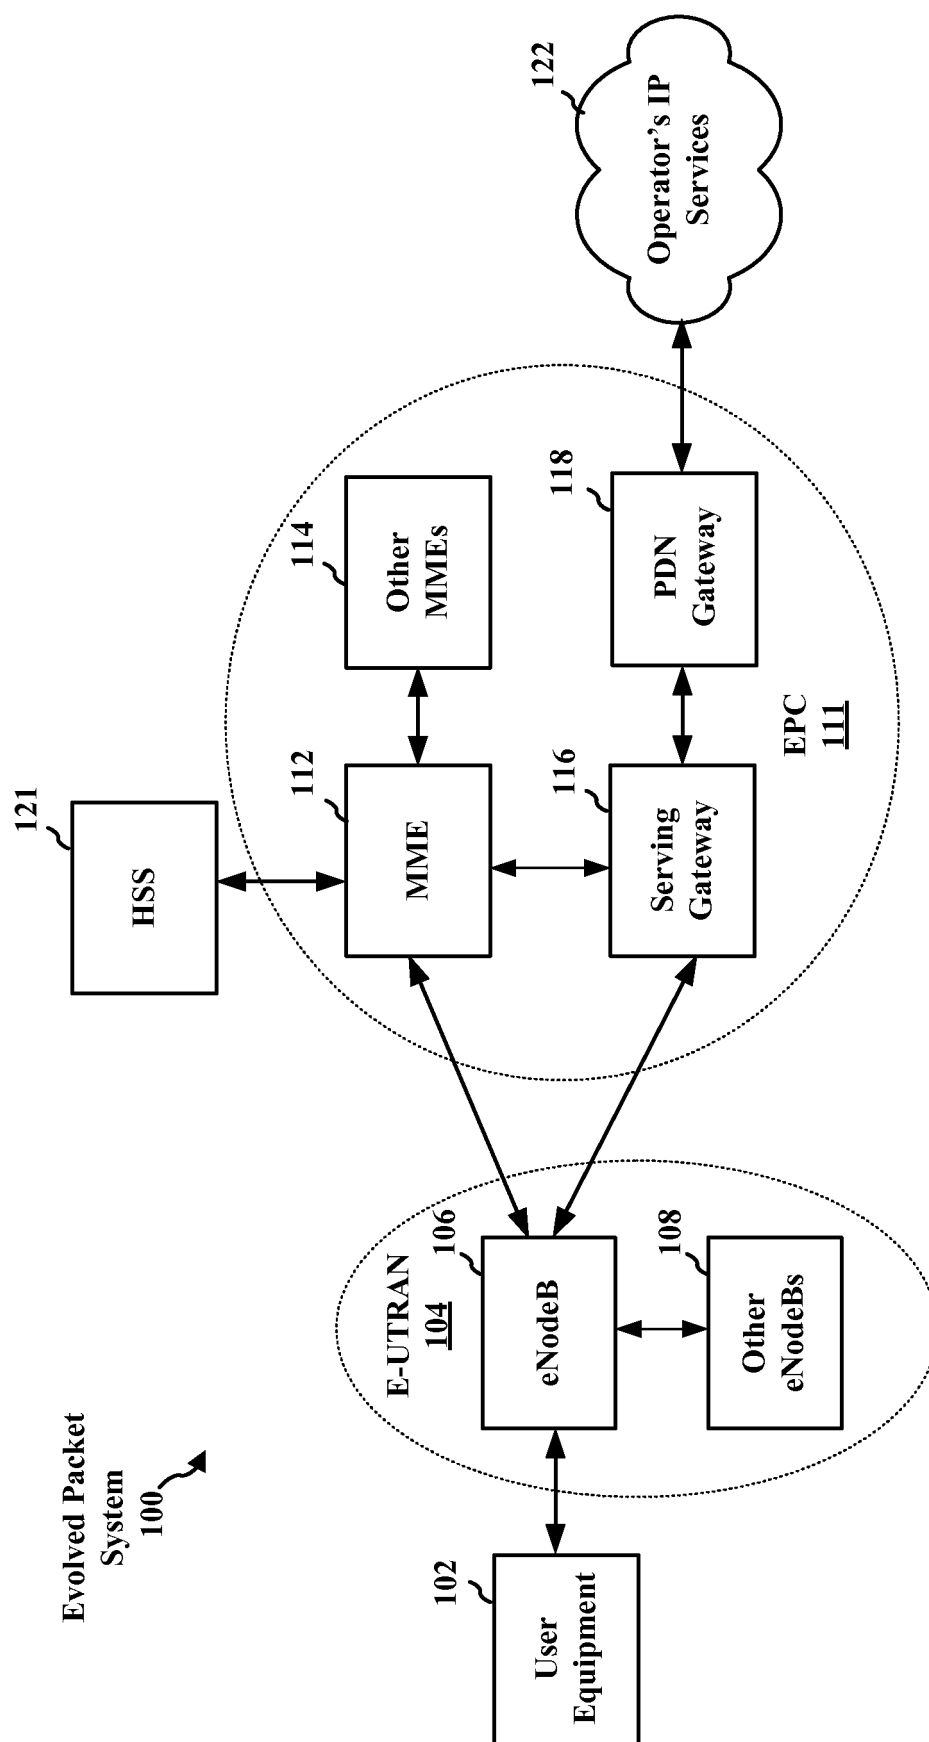 Evolved Packet
System
100
102
User
Equipment
E-UTRAN
104
106
eNodeB
108
Other
eNodeBs
121
HSS
112
MME
114
Other
MMEs
116
Serving
Gateway
118
PDN
Gateway
EPC
111
122
Operator's IP
Services